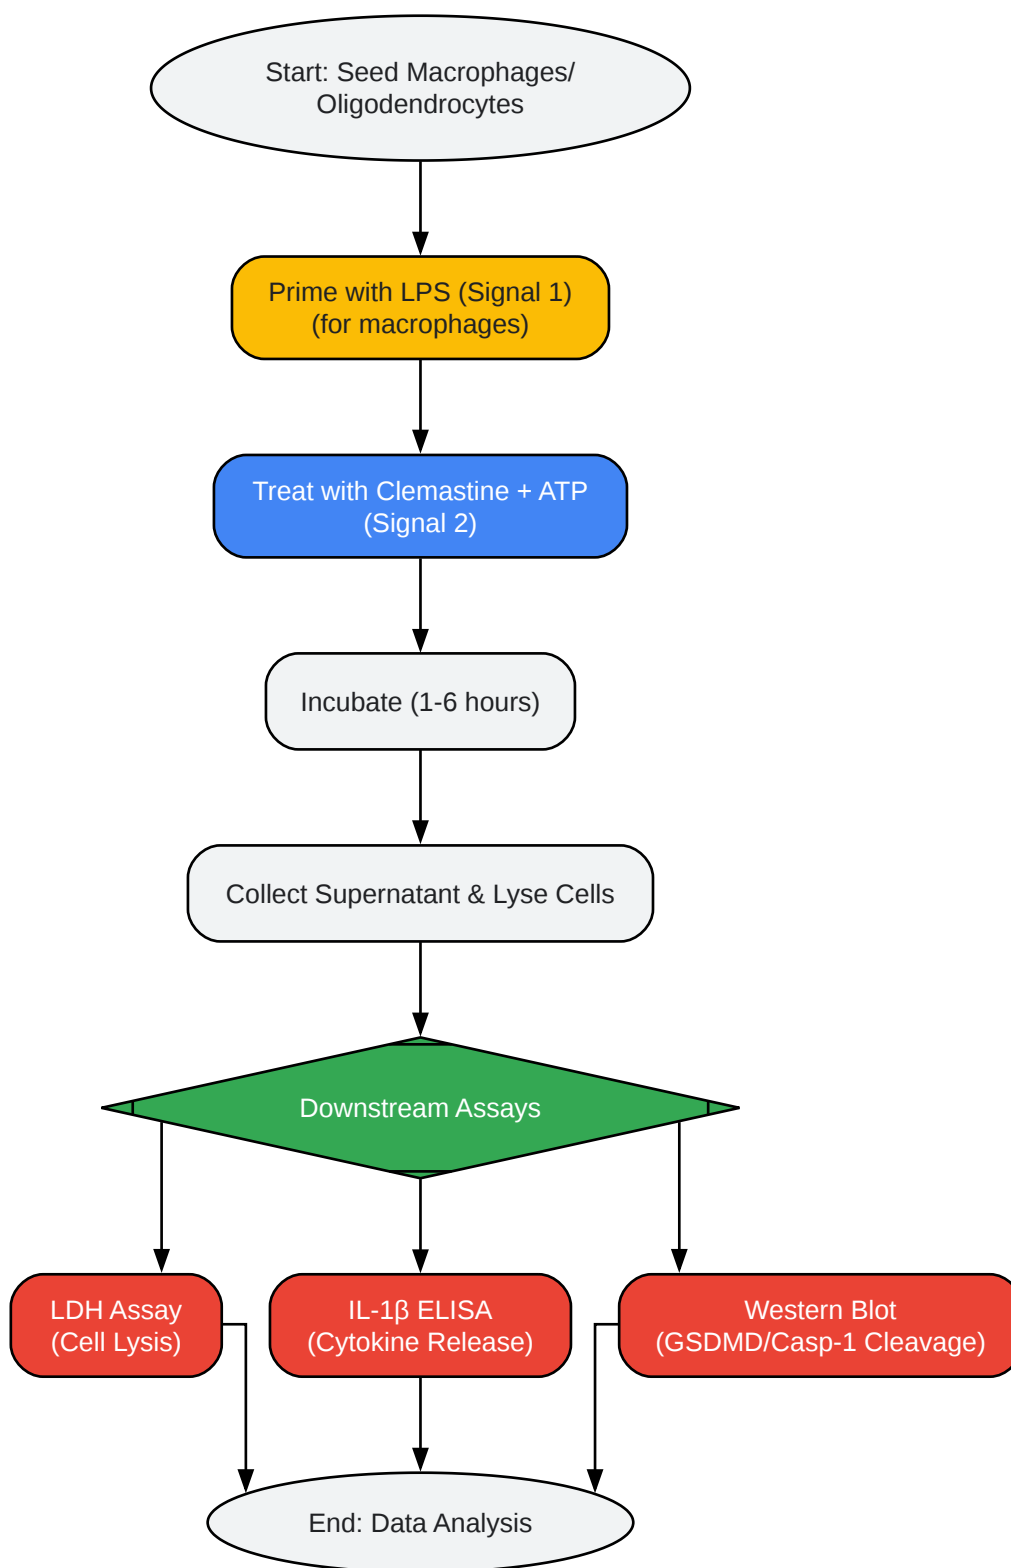 Start: Seed Macrophages/
Oligodendrocytes
Prime with LPS (Signal 1)
(for macrophages)
Treat with Clemastine + ATP
(Signal 2)
Incubate (1-6 hours)
Collect Supernatant & Lyse Cells
Downstream Assays
LDH Assay
(Cell Lysis)
IL-1β ELISA
(Cytokine Release)
Western Blot
(GSDMD/Casp-1 Cleavage)
End: Data Analysis